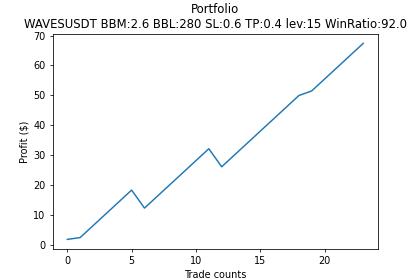 Portfolio
WAVESUSDT BBM:2.6 BBL:280 SL:0.6 TP:0.4 lev:15 WinRatio:92.0
70
60
50
40
30
20
10
0
Profit ($)
0 5 10 15 20
Trade counts